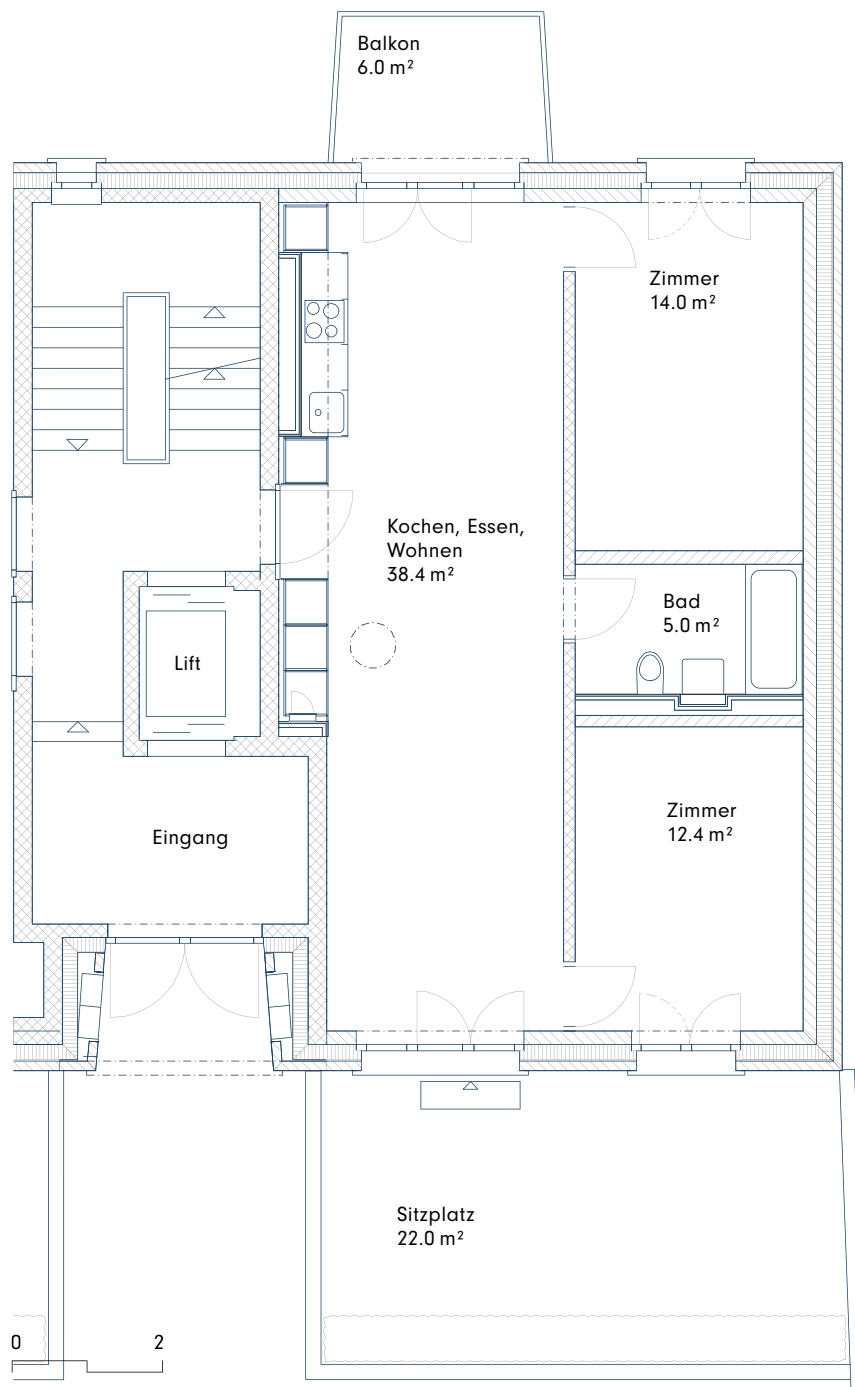 Balkon
6.0 m²
Zimmer
14.0 m²
Kochen, Essen,
Wohnen
38.4 m²
Bad
5.0 m²
Lift
Zimmer
12.4 m²
Eingang
Sitzplatz
22.0 m²
0 2